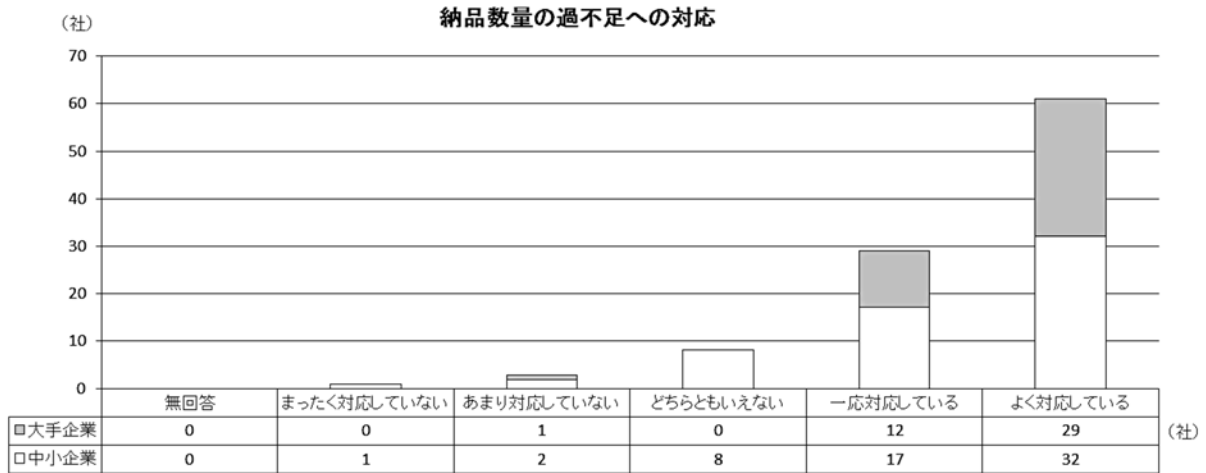 納品数量の過不足への対応
（社）
70
60
50
40
30
20
10
0
無回答 まったく対応していない あまり対応していない どちらともいえない 一応対応している よく対応している
大手企業 0 0 1 0 12 29 （社）
中小企業 0 1 2 8 17 32